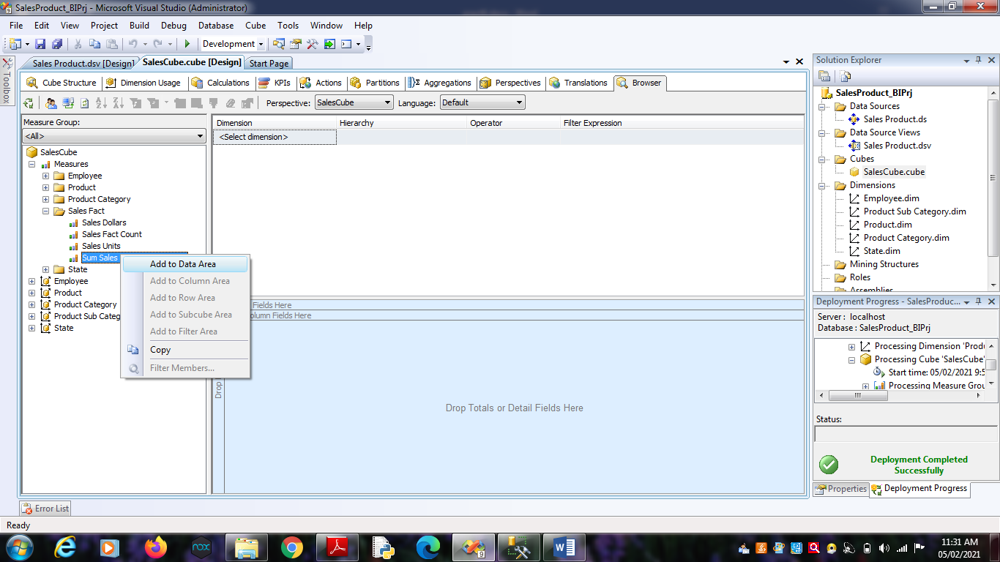 SalesProduct_BIPrj - Microsoft Visual Studio (Administrator)
File Edit View Project Build Debug Database Cube Tools Window Help
Development
Toolbox
Sales Product.dsv [Design] SalesCube.cube [Design] Start Page
Cube Structure Dimension Usage Calculations KPIs Actions Partitions Aggregations Perspectives Translations Browser
Perspective: SalesCube Language: Default
Measure Group:
<All>
SalesCube
Measures
Employee
Product
Product Category
Sales Fact
Sales Dollars
Sales Fact Count
Sales Units
Sum Sales
State
Employee
Product
Product Category
Product Sub Categ
State
Add to Data Area
Add to Column Area
Add to Row Area
Add to Subcube Area
Add to Filter Area
Copy
Filter Members...
Dimension Hierarchy Operator Filter Expression
<Select dimension>
Fields Here
olumn Fields Here
Drop
Drop Totals or Detail Fields Here
Solution Explorer
SalesProduct_BIPrj
Data Sources
Sales Product.ds
Data Source Views
Sales Product.dsv
Cubes
SalesCube.cube
Dimensions
Employee.dim
Product Sub Category.dim
Product.dim
Product Category.dim
State.dim
Mining Structures
Roles
Assemblies
Deployment Progress - SalesProduc...
Server : localhost
Database : SalesProduct_BIPrj
Processing Dimension 'Produ
Processing Cube 'SalesCube'
Start time: 05/02/2021 9:5
Processing Measure Grou
Status:
Deployment Completed
Successfully
Properties Deployment Progress
Error List
Ready
nox
11:31 AM
05/02/2021